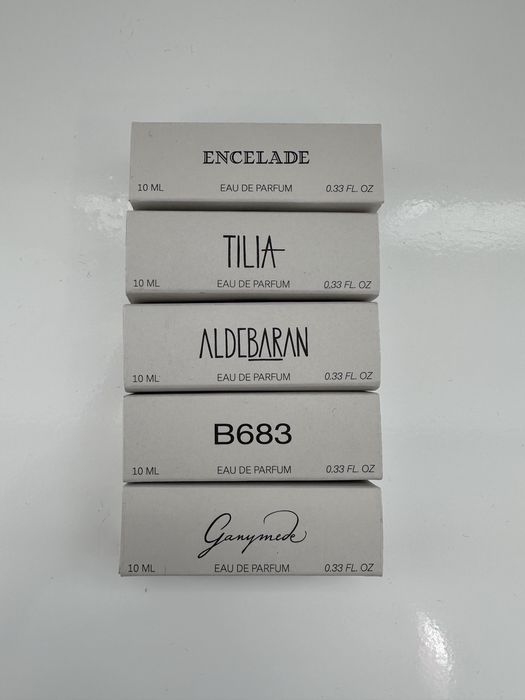 ENCELADE
10 ML EAU DE PARFUM 0.33 FL. OZ
TILIA
10 ML EAU DE PARFUM 0,33 FL. OZ
ALDEBARAN
10 ML EAU DE PARFUM 0.33 FL. OZ
B683
10 ML EAU DE PARFUM 0.33 FL. OZ
Ganymede
10 ML EAU DE PARFUM 0.33 FL. OZ